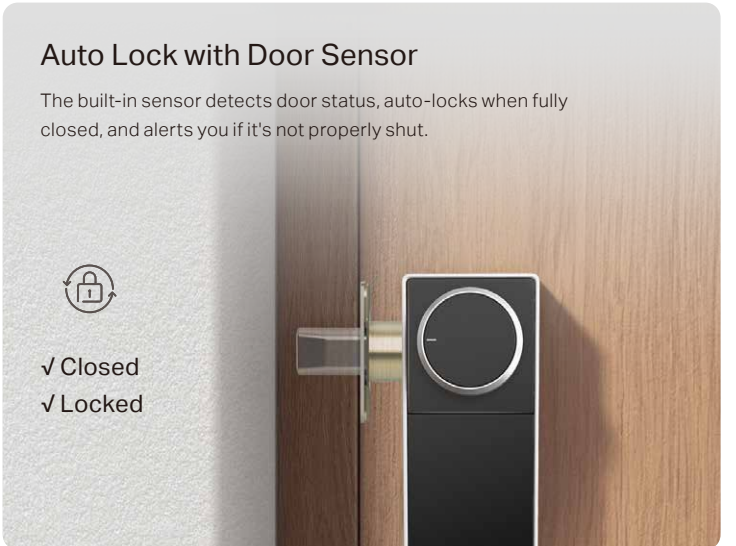 Auto Lock with Door Sensor
The built-in sensor detects door status, auto-locks when fully
closed, and alerts you if it's not properly shut.
√ Closed
√ Locked